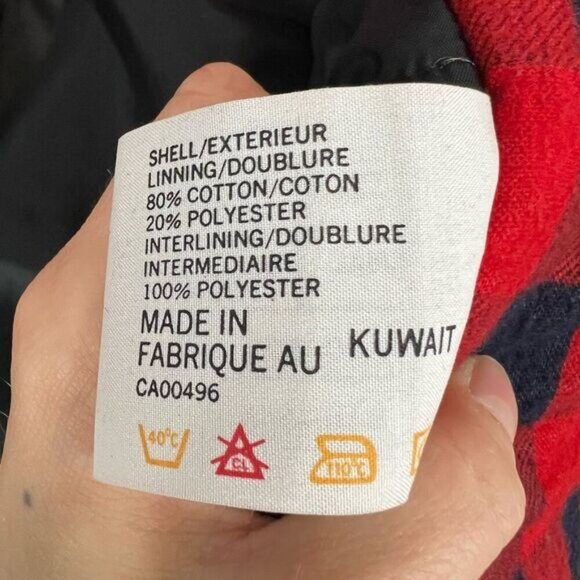 SHELL/EXTERIEUR
LINNING/DOUBLURE
80% COTTON/COTON
20% POLYESTER
INTERLINING/DOUBLURE
INTERMEDIAIRE
100% POLYESTER
MADE IN
FABRIQUE AU KUWAIT
CA00496
40°C CL 110°C